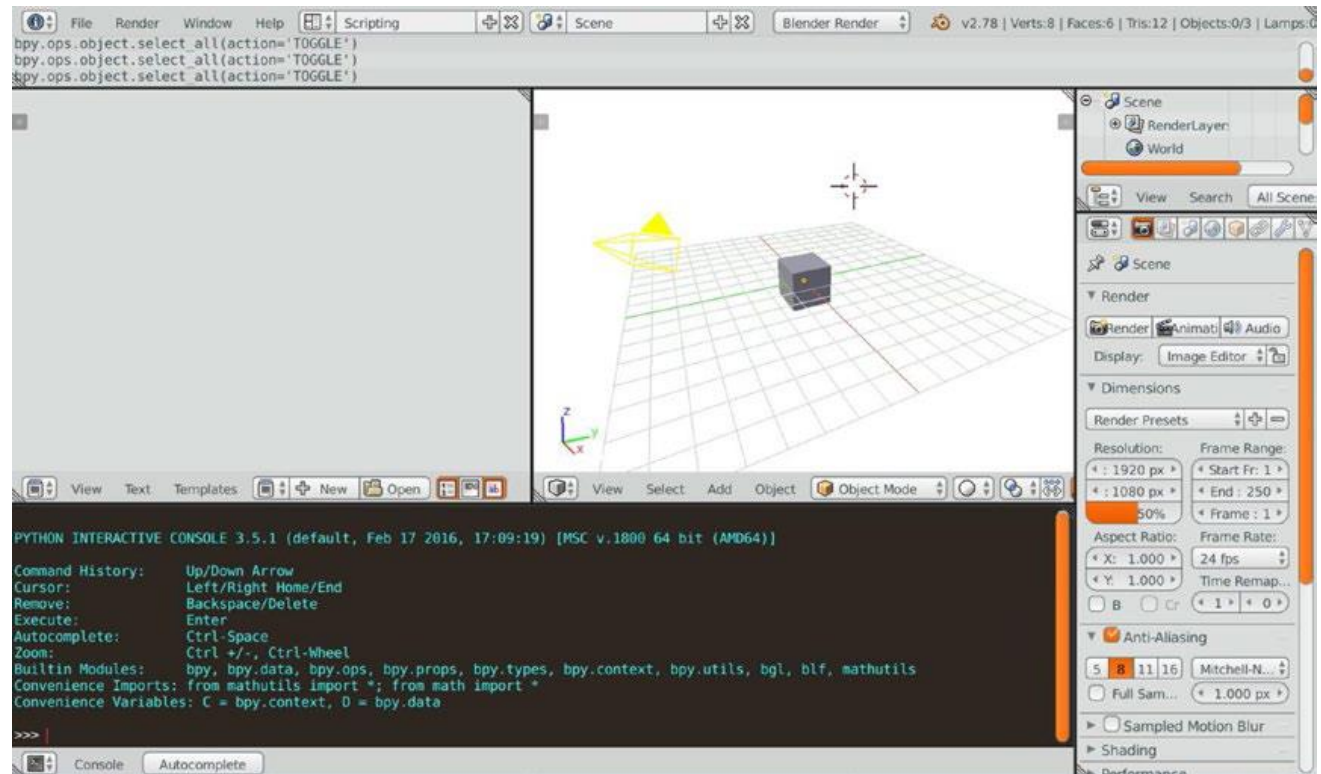 File Render Window Help Scripting Scene Blender Render v2.78 | Verts:8 | Faces:6 | Tris:12 | Objects:0/3 | Lamps:0
bpy.ops.object.select_all(action='TOGGLE')
bpy.ops.object.select_all(action='TOGGLE')
bpy.ops.object.select_all(action='TOGGLE')
Scene
RenderLayer
World
View Search All Scene
Scene
Render
Render Animati Audio
Display: Image Editor
Dimensions
Render Presets
Resolution: Frame Range:
: 1920 px Start Fr: 1
: 1080 px End : 250
50% Frame : 1
Aspect Ratio: Frame Rate:
X: 1.000 24 fps
Y: 1.000 Time Remap...
B Cr 1 0
Anti-Aliasing
5 8 11 16 Mitchell-N...
Full Sam... 1.000 px
Sampled Motion Blur
Shading
Performance
z
y
x
View Text Templates New Open
View Select Add Object Object Mode
PYTHON INTERACTIVE CONSOLE 3.5.1 (default, Feb 17 2016, 17:09:19) [MSC v.1800 64 bit (AMD64)]
Command History: Up/Down Arrow
Cursor: Left/Right Home/End
Remove: Backspace/Delete
Execute: Enter
Autocomplete: Ctrl-Space
Zoom: Ctrl +/-, Ctrl-Wheel
Builtin Modules: bpy, bpy.data, bpy.ops, bpy.props, bpy.types, bpy.context, bpy.utils, bgl, blf, mathutils
Convenience Imports: from mathutils import *; from math import *
Convenience Variables: C = bpy.context, D = bpy.data
>>>
Console Autocomplete